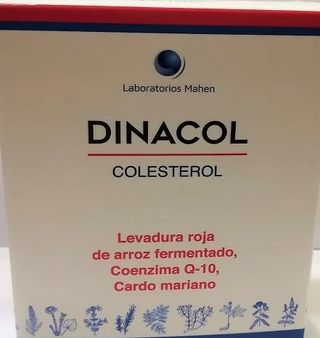 Laboratorios Mahen
DINACOL
COLESTEROL
Levadura roja
de arroz fermentado,
Coenzima Q-10,
Cardo mariano